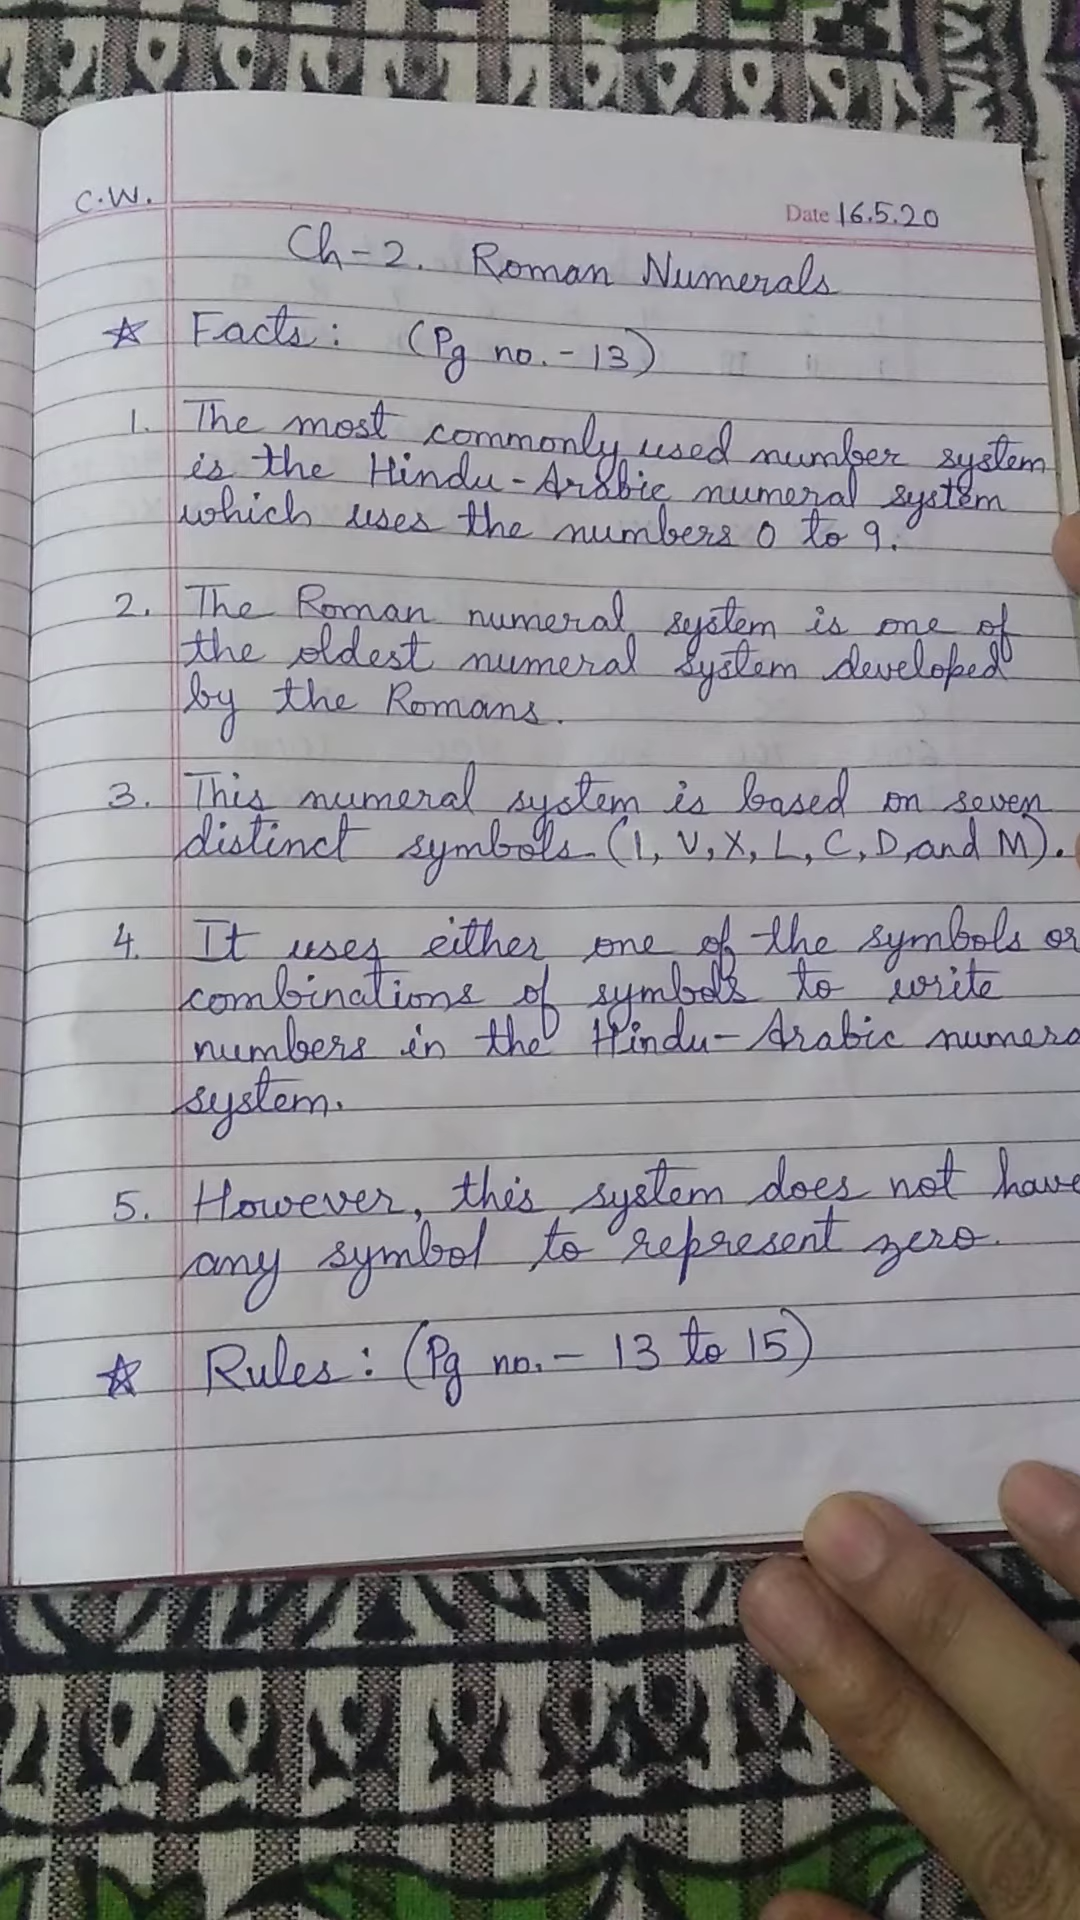 C.W.
Date 16.5.20
Ch-2. Roman Numerals
☆ Facts: (Pg no. - 13)
1. The most commonly used number system
is the Hindu-Arabic numeral system
which uses the numbers 0 to 9.
2. The Roman numeral system is one of
the oldest numeral system developed
by the Romans.
3. This numeral system is based on seven
distinct symbols (I, V, X, L, C, D, and M).
4. It uses either one of the symbols or
combinations of symbols to write
numbers in the Hindu-Arabic numera
system.
5. However, this system does not have
any symbol to represent zero.
☆ Rules: (Pg no. - 13 to 15)